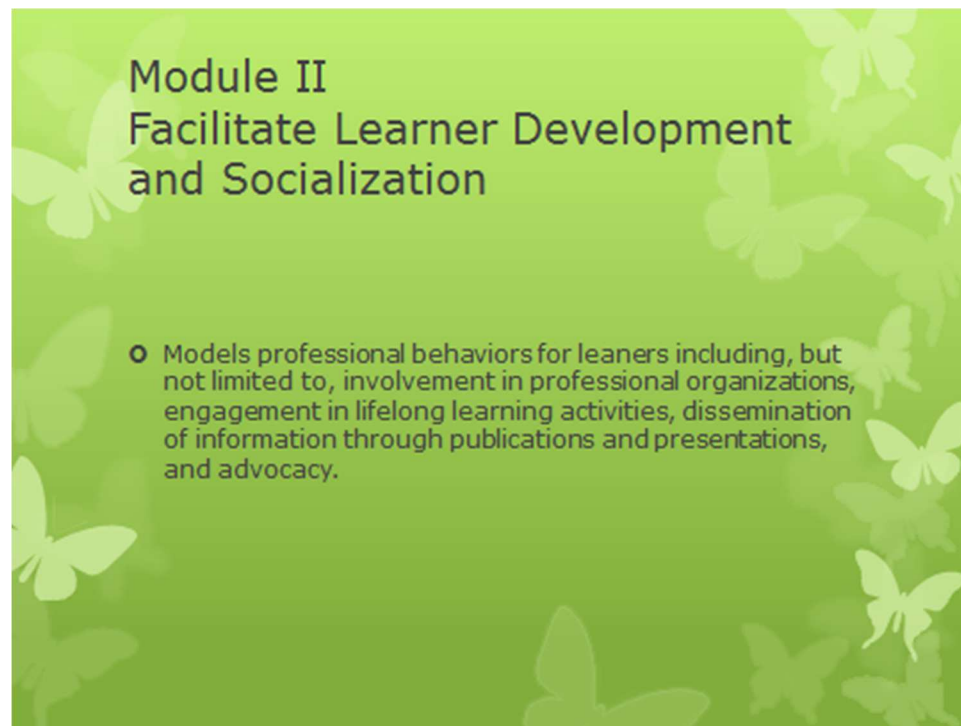 Module II
Facilitate Learner Development
and Socialization
Models professional behaviors for leaners including, but
not limited to, involvement in professional organizations,
engagement in lifelong learning activities, dissemination
of information through publications and presentations,
and advocacy.